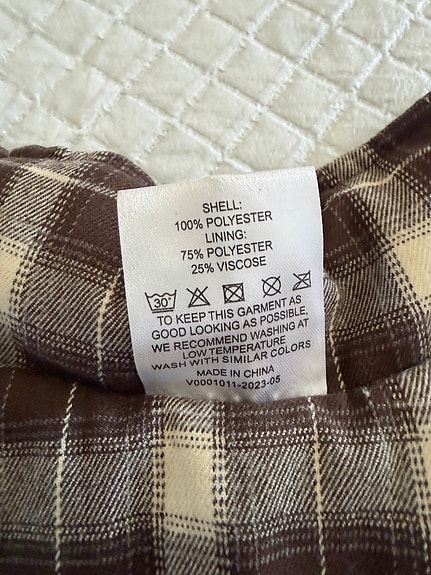 SHELL:
100% POLYESTER
LINING:
75% POLYESTER
25% VISCOSE
30°
TO KEEP THIS GARMENT AS
GOOD LOOKING AS POSSIBLE,
WE RECOMMEND WASHING AT
LOW TEMPERATURE
WASH WITH SIMILAR COLORS
MADE IN CHINA
V0001011-2023-05